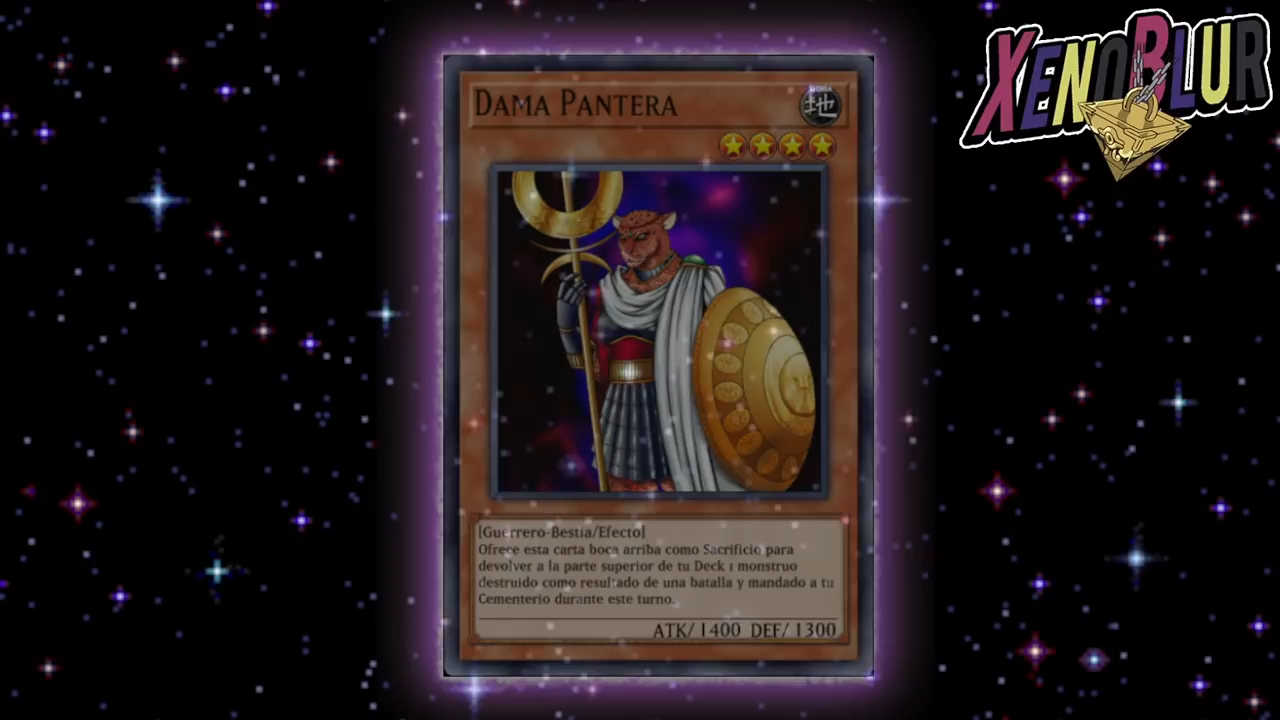 XENOBLUR
DAMA PANTERA
TIERRA
地
[Guerrero-Bestia/Efecto]
Ofrece esta carta boca arriba como Sacrificio para
devolver a la parte superior de tu Deck 1 monstruo
destruido como resultado de una batalla y mandado a tu
Cementerio durante este turno.
ATK/ 1400 DEF/ 1300